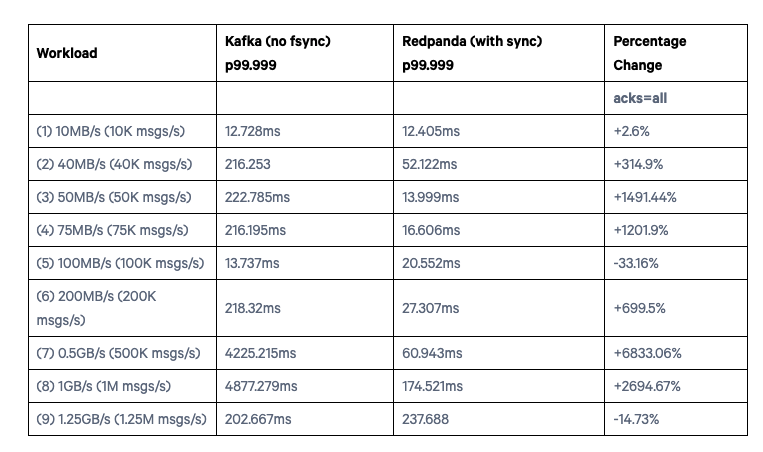 Workload Kafka (no fsync) p99.999 Redpanda (with sync) p99.999 Percentage Change
acks=all
(1) 10MB/s (10K msgs/s) 12.728ms 12.405ms +2.6%
(2) 40MB/s (40K msgs/s) 216.253 52.122ms +314.9%
(3) 50MB/s (50K msgs/s) 222.785ms 13.999ms +1491.44%
(4) 75MB/s (75K msgs/s) 216.195ms 16.606ms +1201.9%
(5) 100MB/s (100K msgs/s) 13.737ms 20.552ms -33.16%
(6) 200MB/s (200K msgs/s) 218.32ms 27.307ms +699.5%
(7) 0.5GB/s (500K msgs/s) 4225.215ms 60.943ms +6833.06%
(8) 1GB/s (1M msgs/s) 4877.279ms 174.521ms +2694.67%
(9) 1.25GB/s (1.25M msgs/s) 202.667ms 237.688 -14.73%